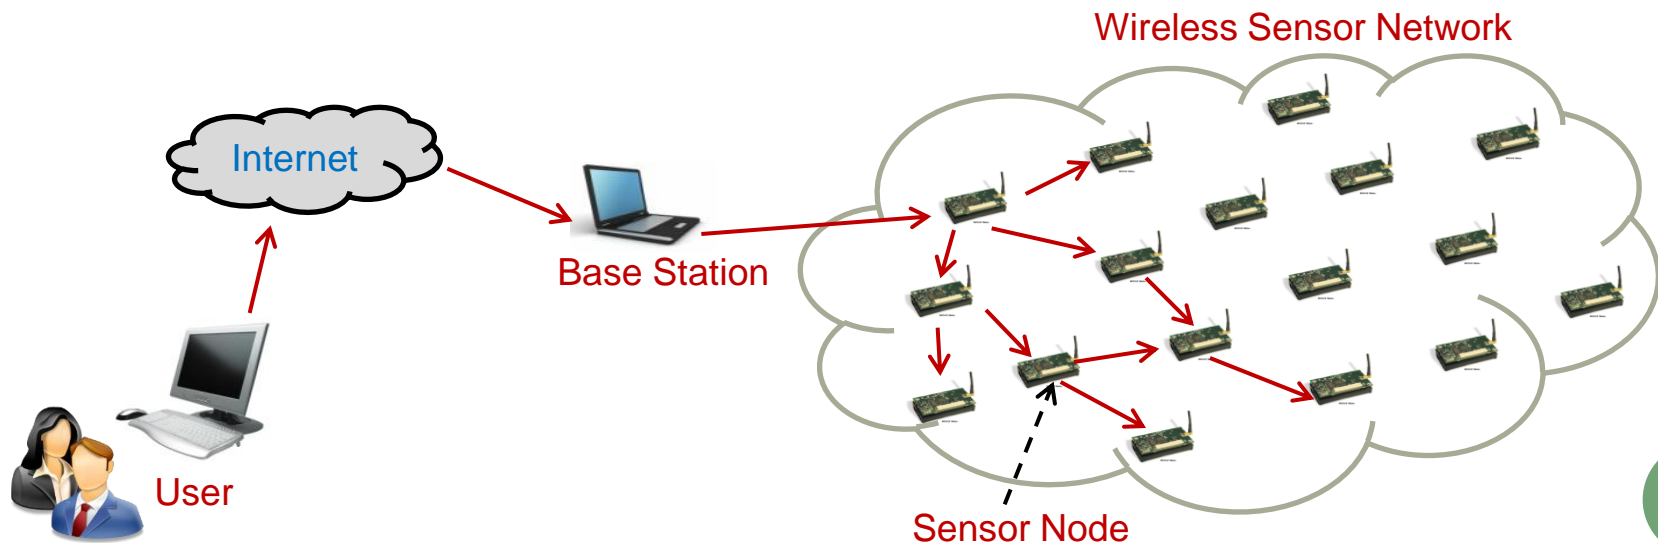 Wireless Sensor Network
Internet
Base Station
User
Sensor Node